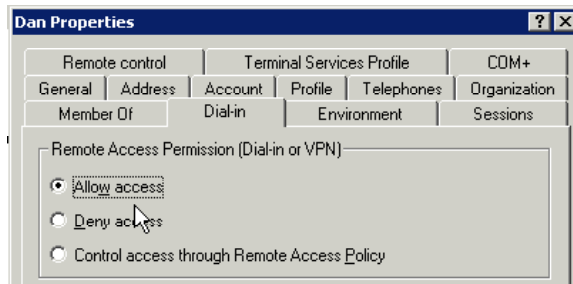 Dan Properties
Remote control Terminal Services Profile COM+
General Address Account Profile Telephones Organization
Member Of Dial-in Environment Sessions
Remote Access Permission (Dial-in or VPN)
Allow access
Deny access
Control access through Remote Access Policy